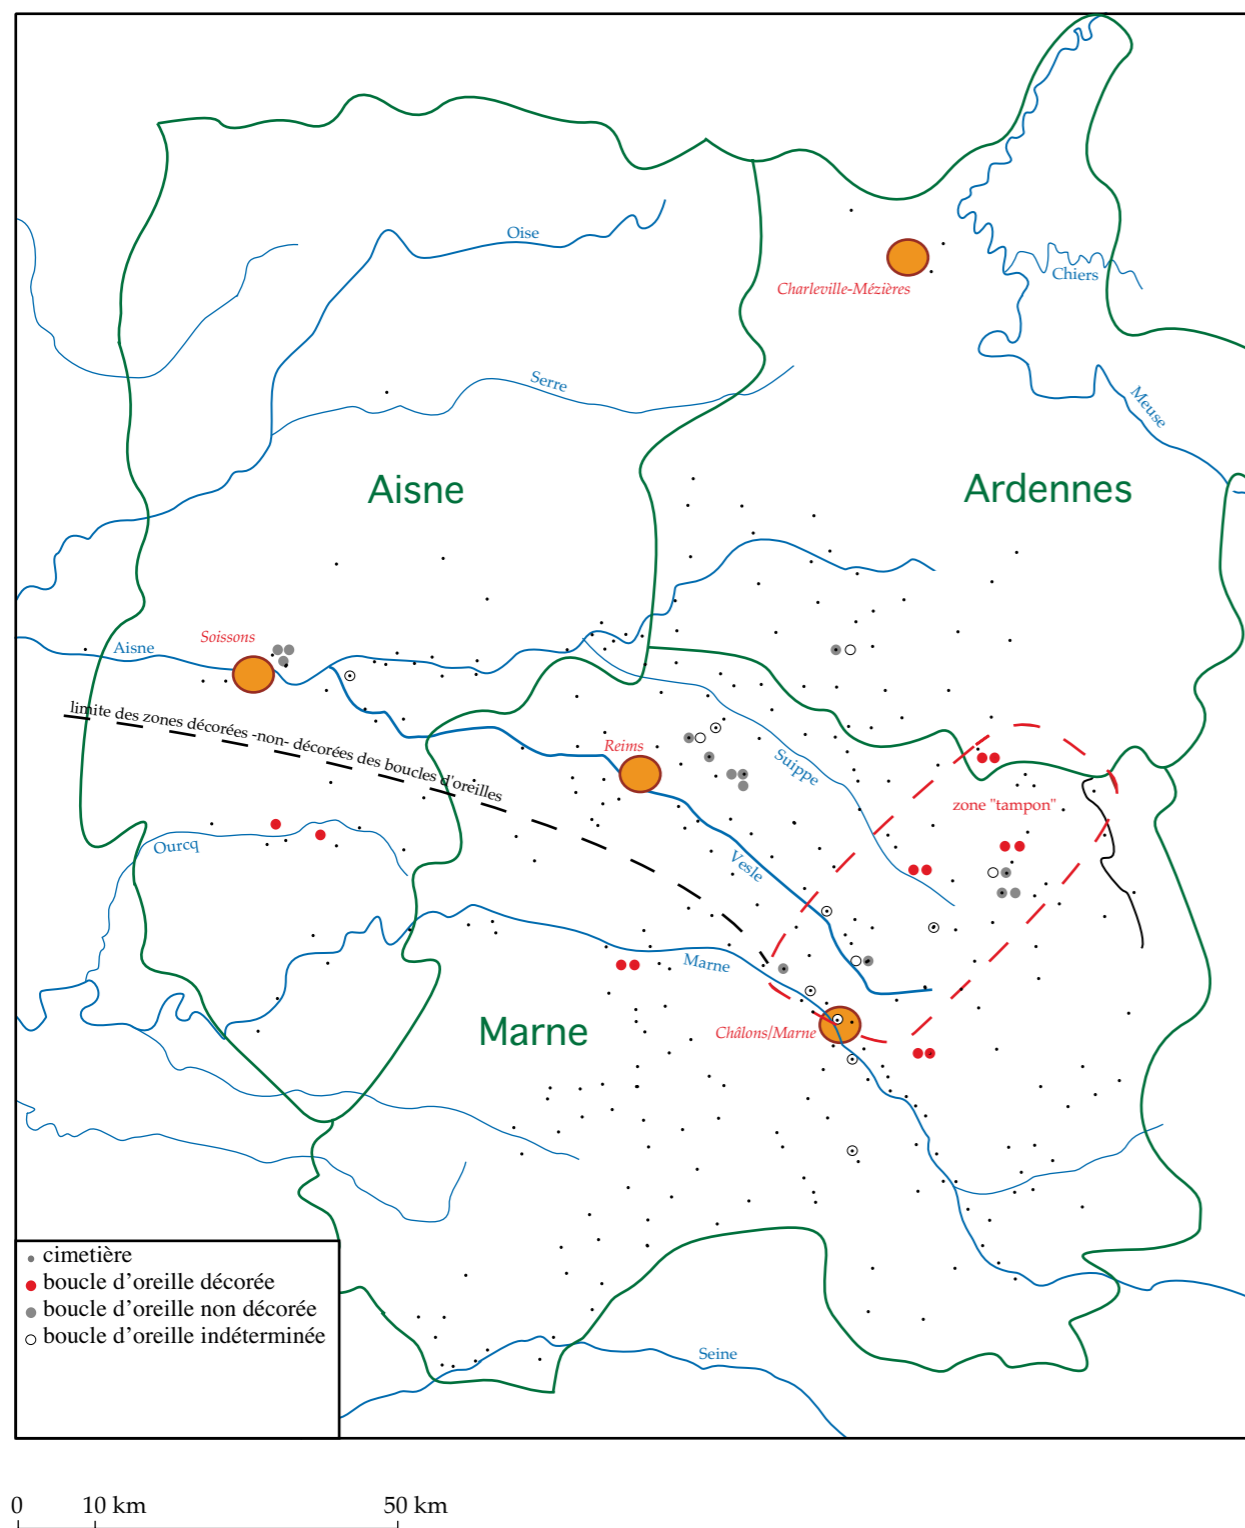 Oise
Charleville-Mézières
Chiers
Serre
Meuse
Aisne
Ardennes
Soissons
Aisne
limite des zones décorées -non- décorées des boucles d'oreilles
Reims
Suippe
zone "tampon"
Ourcq
Vesle
Marne
Marne
Châlons/Marne
cimetière
boucle d'oreille décorée
boucle d'oreille non décorée
boucle d'oreille indéterminée
Seine
0 10 km 50 km